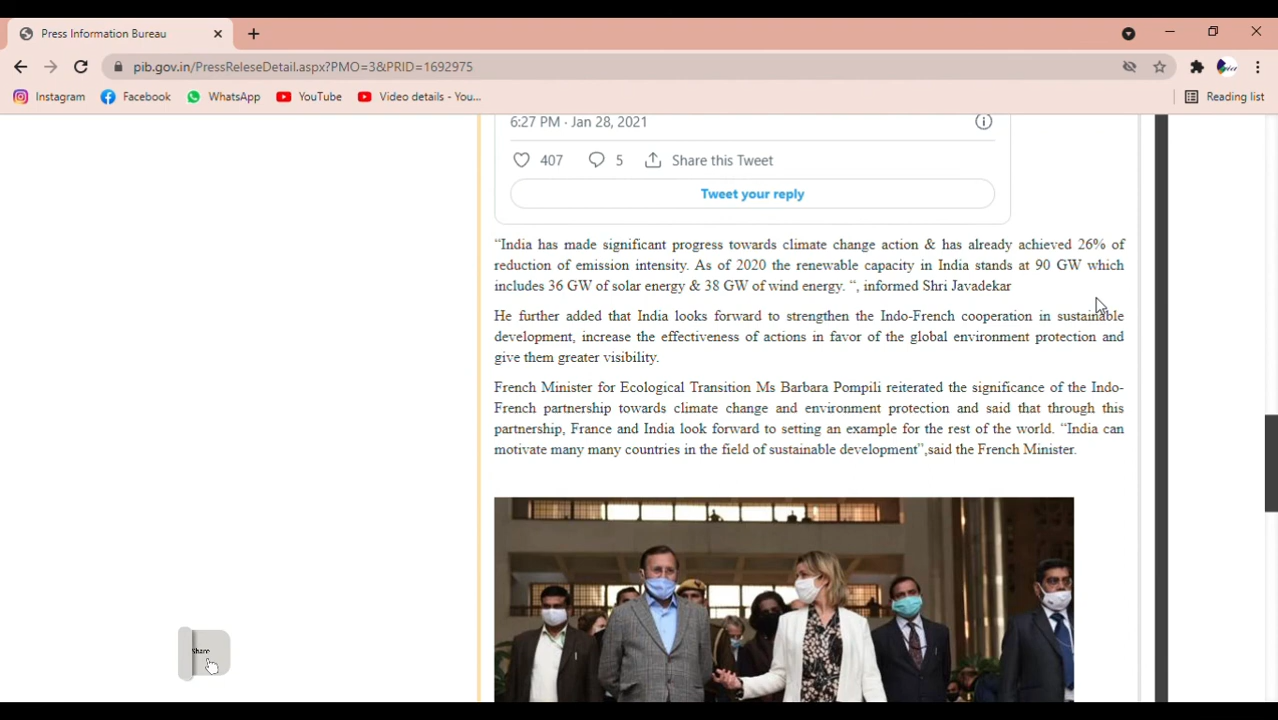 Press Information Bureau
pib.gov.in/PressReleseDetail.aspx?PMO=3&PRID=1692975
Instagram Facebook WhatsApp YouTube Video details - You... Reading list
6:27 PM · Jan 28, 2021
407 5 Share this Tweet
Tweet your reply
“India has made significant progress towards climate change action & has already achieved 26% of
reduction of emission intensity. As of 2020 the renewable capacity in India stands at 90 GW which
includes 36 GW of solar energy & 38 GW of wind energy. “, informed Shri Javadekar
He further added that India looks forward to strengthen the Indo-French cooperation in sustainable
development, increase the effectiveness of actions in favor of the global environment protection and
give them greater visibility.
French Minister for Ecological Transition Ms Barbara Pompili reiterated the significance of the Indo-
French partnership towards climate change and environment protection and said that through this
partnership, France and India look forward to setting an example for the rest of the world. “India can
motivate many many countries in the field of sustainable development”,said the French Minister.
Share